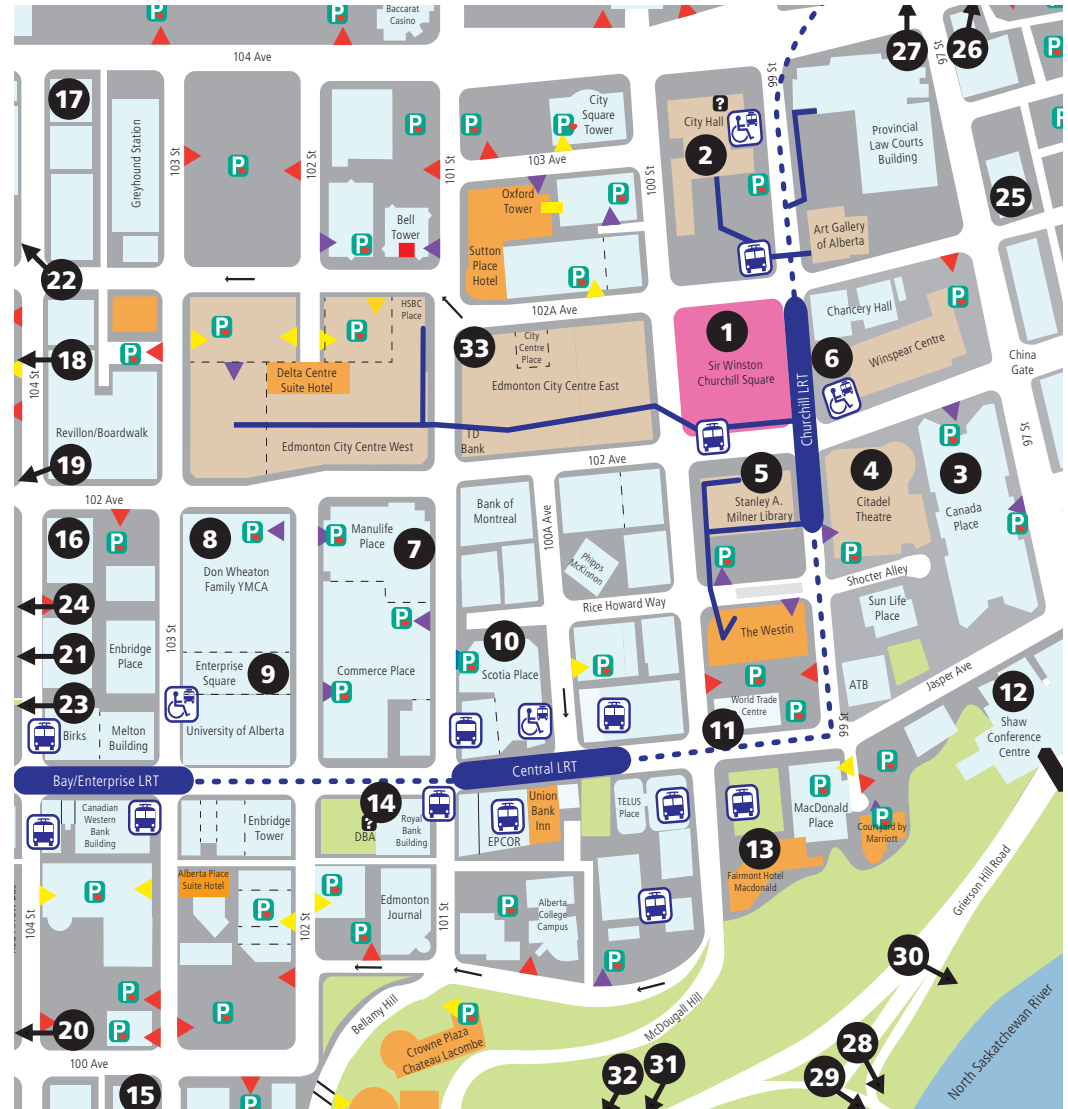 Baccarat
Casino
P
P
27
26
P
104 Ave
99 St
97 St
17
Greyhound Station
103 St
P
102 St
P
101 St
P
P
City
Square
Tower
103 Ave
100 St
?
City Hall
2
P
Provincial
Law Courts
Building
P
25
Oxford
Tower
P
Bell
Tower
P
Sutton
Place
Hotel
P
Art Gallery
of Alberta
22
102A Ave
HSBC
Place
P
P
18
P
104 St
33
City
Centre
Place
1
Sir Winston
Churchill Square
Chancery Hall
P
6
Winspear Centre
China
Gate
Delta Centre
Suite Hotel
Edmonton City Centre East
Churchill LRT
Revillon/Boardwalk
Edmonton City Centre West
TD
Bank
97 St
19
102 Ave
102 Ave
P
5
Stanley A.
Milner Library
4
Citadel
Theatre
3
Canada
Place
P
16
P
8
P
Don Wheaton
Family YMCA
P
Manulife
Place
7
Bank of
Montreal
100A Ave
Phipps
McKinnon
P
P
Shocter Alley
24
103 St
P
Rice Howard Way
Sun Life
Place
21
Enbridge
Place
Enterprise
Square
9
Commerce Place
P
P
10
Scotia Place
P
The Westin
P
World Trade
Centre
P
ATB
Jasper Ave
12
Shaw
Conference
Centre
23
Birks
Melton
Building
University of Alberta
11
99 St
Bay/Enterprise LRT
Central LRT
P
Canadian
Western
Bank
Building
Enbridge
Tower
14
?
DBA
Royal
Bank
Building
EPCOR
Union
Bank
Inn
TELUS
Place
P
MacDonald
Place
P
Courtyard by
Marriott
13
Fairmont Hotel
Macdonald
Grierson Hill Road
Alberta Place
Suite Hotel
P
P
P
104 St
102 St
P
Edmonton
Journal
101 St
P
Alberta
College
Campus
P
30
P
P
P
20
Bellamy Hill
P
Crowne Plaza
Chateau Lacombe
McDougall Hill
North Saskatchewan River
28
100 Ave
15
P
32
31
29